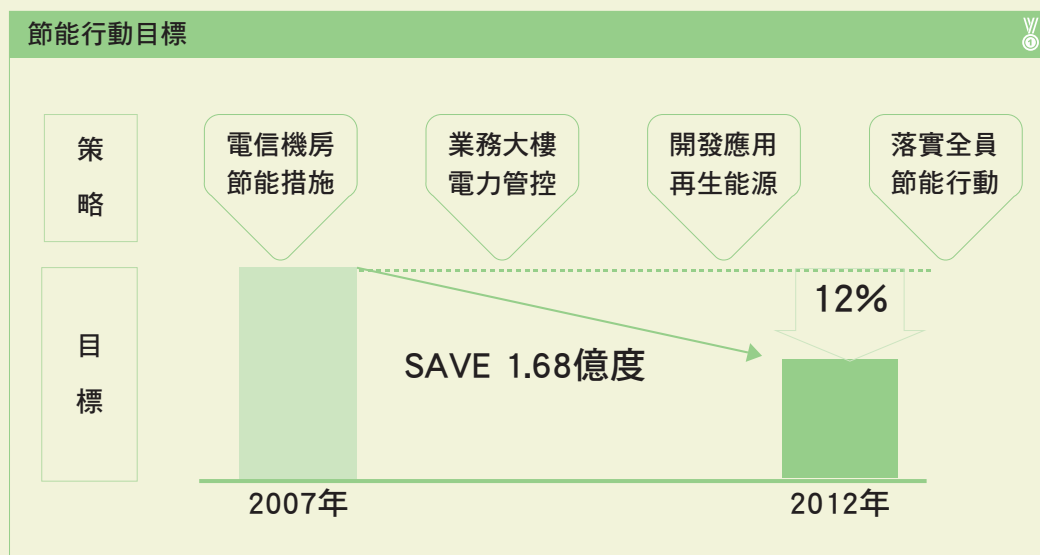 節能行動目標
1
策略
電信機房
節能措施
業務大樓
電力管控
開發應用
再生能源
落實全員
節能行動
目標
12%
SAVE 1.68億度
2007年
2012年